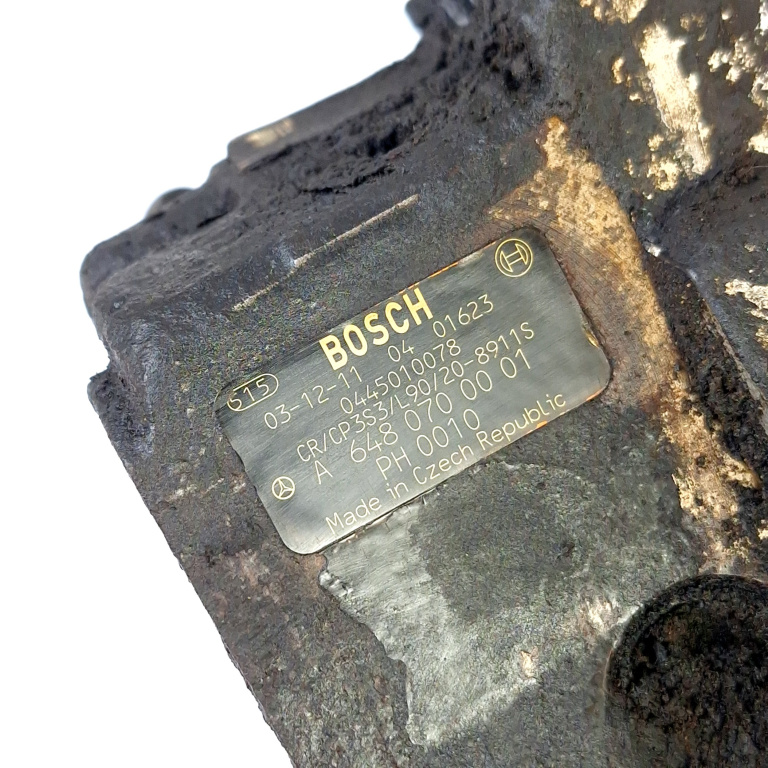 BOSCH
515 03-12-11 04 01623
0445010078
CR/CP3S3/L90/20-8911S
A 648 070 00 01
PH 0010
Made in Czech Republic